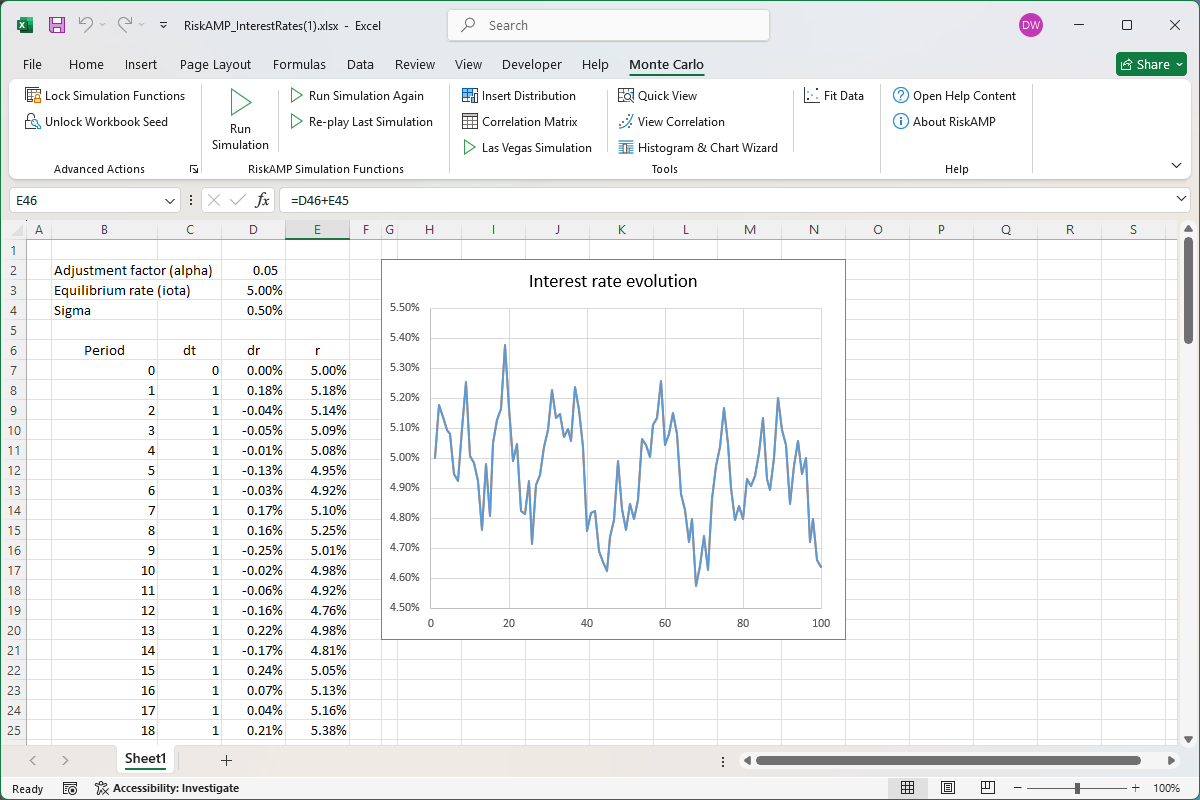 RiskAMP_InterestRates(1).xlsx - Excel
Search
DW
File Home Insert Page Layout Formulas Data Review View Developer Help Monte Carlo Share
Lock Simulation Functions
Unlock Workbook Seed
Advanced Actions
Run
Simulation
Run Simulation Again
Re-play Last Simulation
RiskAMP Simulation Functions
Insert Distribution
Correlation Matrix
Las Vegas Simulation
Quick View
View Correlation
Histogram & Chart Wizard
Fit Data
Tools
Open Help Content
About RiskAMP
Help
E46 fx =D46+E45
A B C D E F G H I J K L M N O P Q R S
1
2 Adjustment factor (alpha) 0.05
3 Equilibrium rate (iota) 5.00%
4 Sigma 0.50%
5
6 Period dt dr r
7 0 0 0.00% 5.00%
8 1 1 0.18% 5.18%
9 2 1 -0.04% 5.14%
10 3 1 -0.05% 5.09%
11 4 1 -0.01% 5.08%
12 5 1 -0.13% 4.95%
13 6 1 -0.03% 4.92%
14 7 1 0.17% 5.10%
15 8 1 0.16% 5.25%
16 9 1 -0.25% 5.01%
17 10 1 -0.02% 4.98%
18 11 1 -0.06% 4.92%
19 12 1 -0.16% 4.76%
20 13 1 0.22% 4.98%
21 14 1 -0.17% 4.81%
22 15 1 0.24% 5.05%
23 16 1 0.07% 5.13%
24 17 1 0.04% 5.16%
25 18 1 0.21% 5.38%
Interest rate evolution
5.50%
5.40%
5.30%
5.20%
5.10%
5.00%
4.90%
4.80%
4.70%
4.60%
4.50%
0 20 40 60 80 100
Sheet1
Ready Accessibility: Investigate 100%